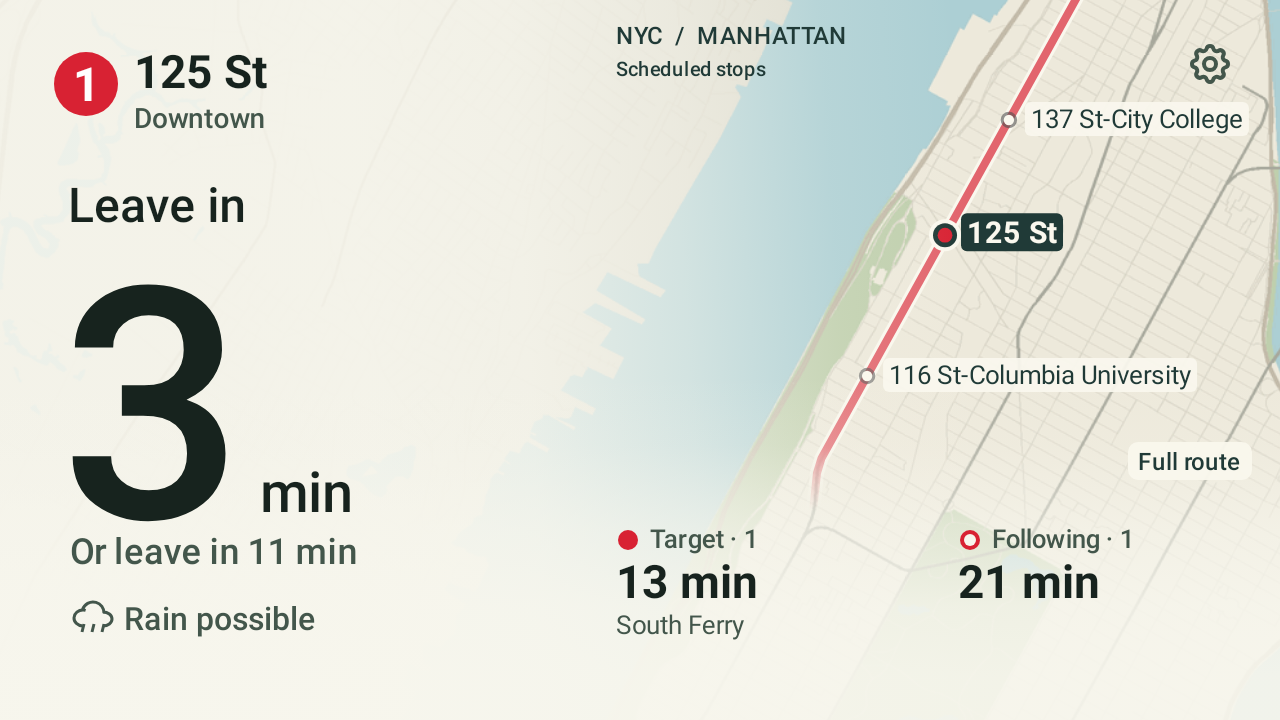 1
125 St
Downtown
Leave in
3 min
Or leave in 11 min
Rain possible
NYC / MANHATTAN
Scheduled stops
137 St-City College
125 St
116 St-Columbia University
Full route
Target · 1
13 min
South Ferry
Following · 1
21 min